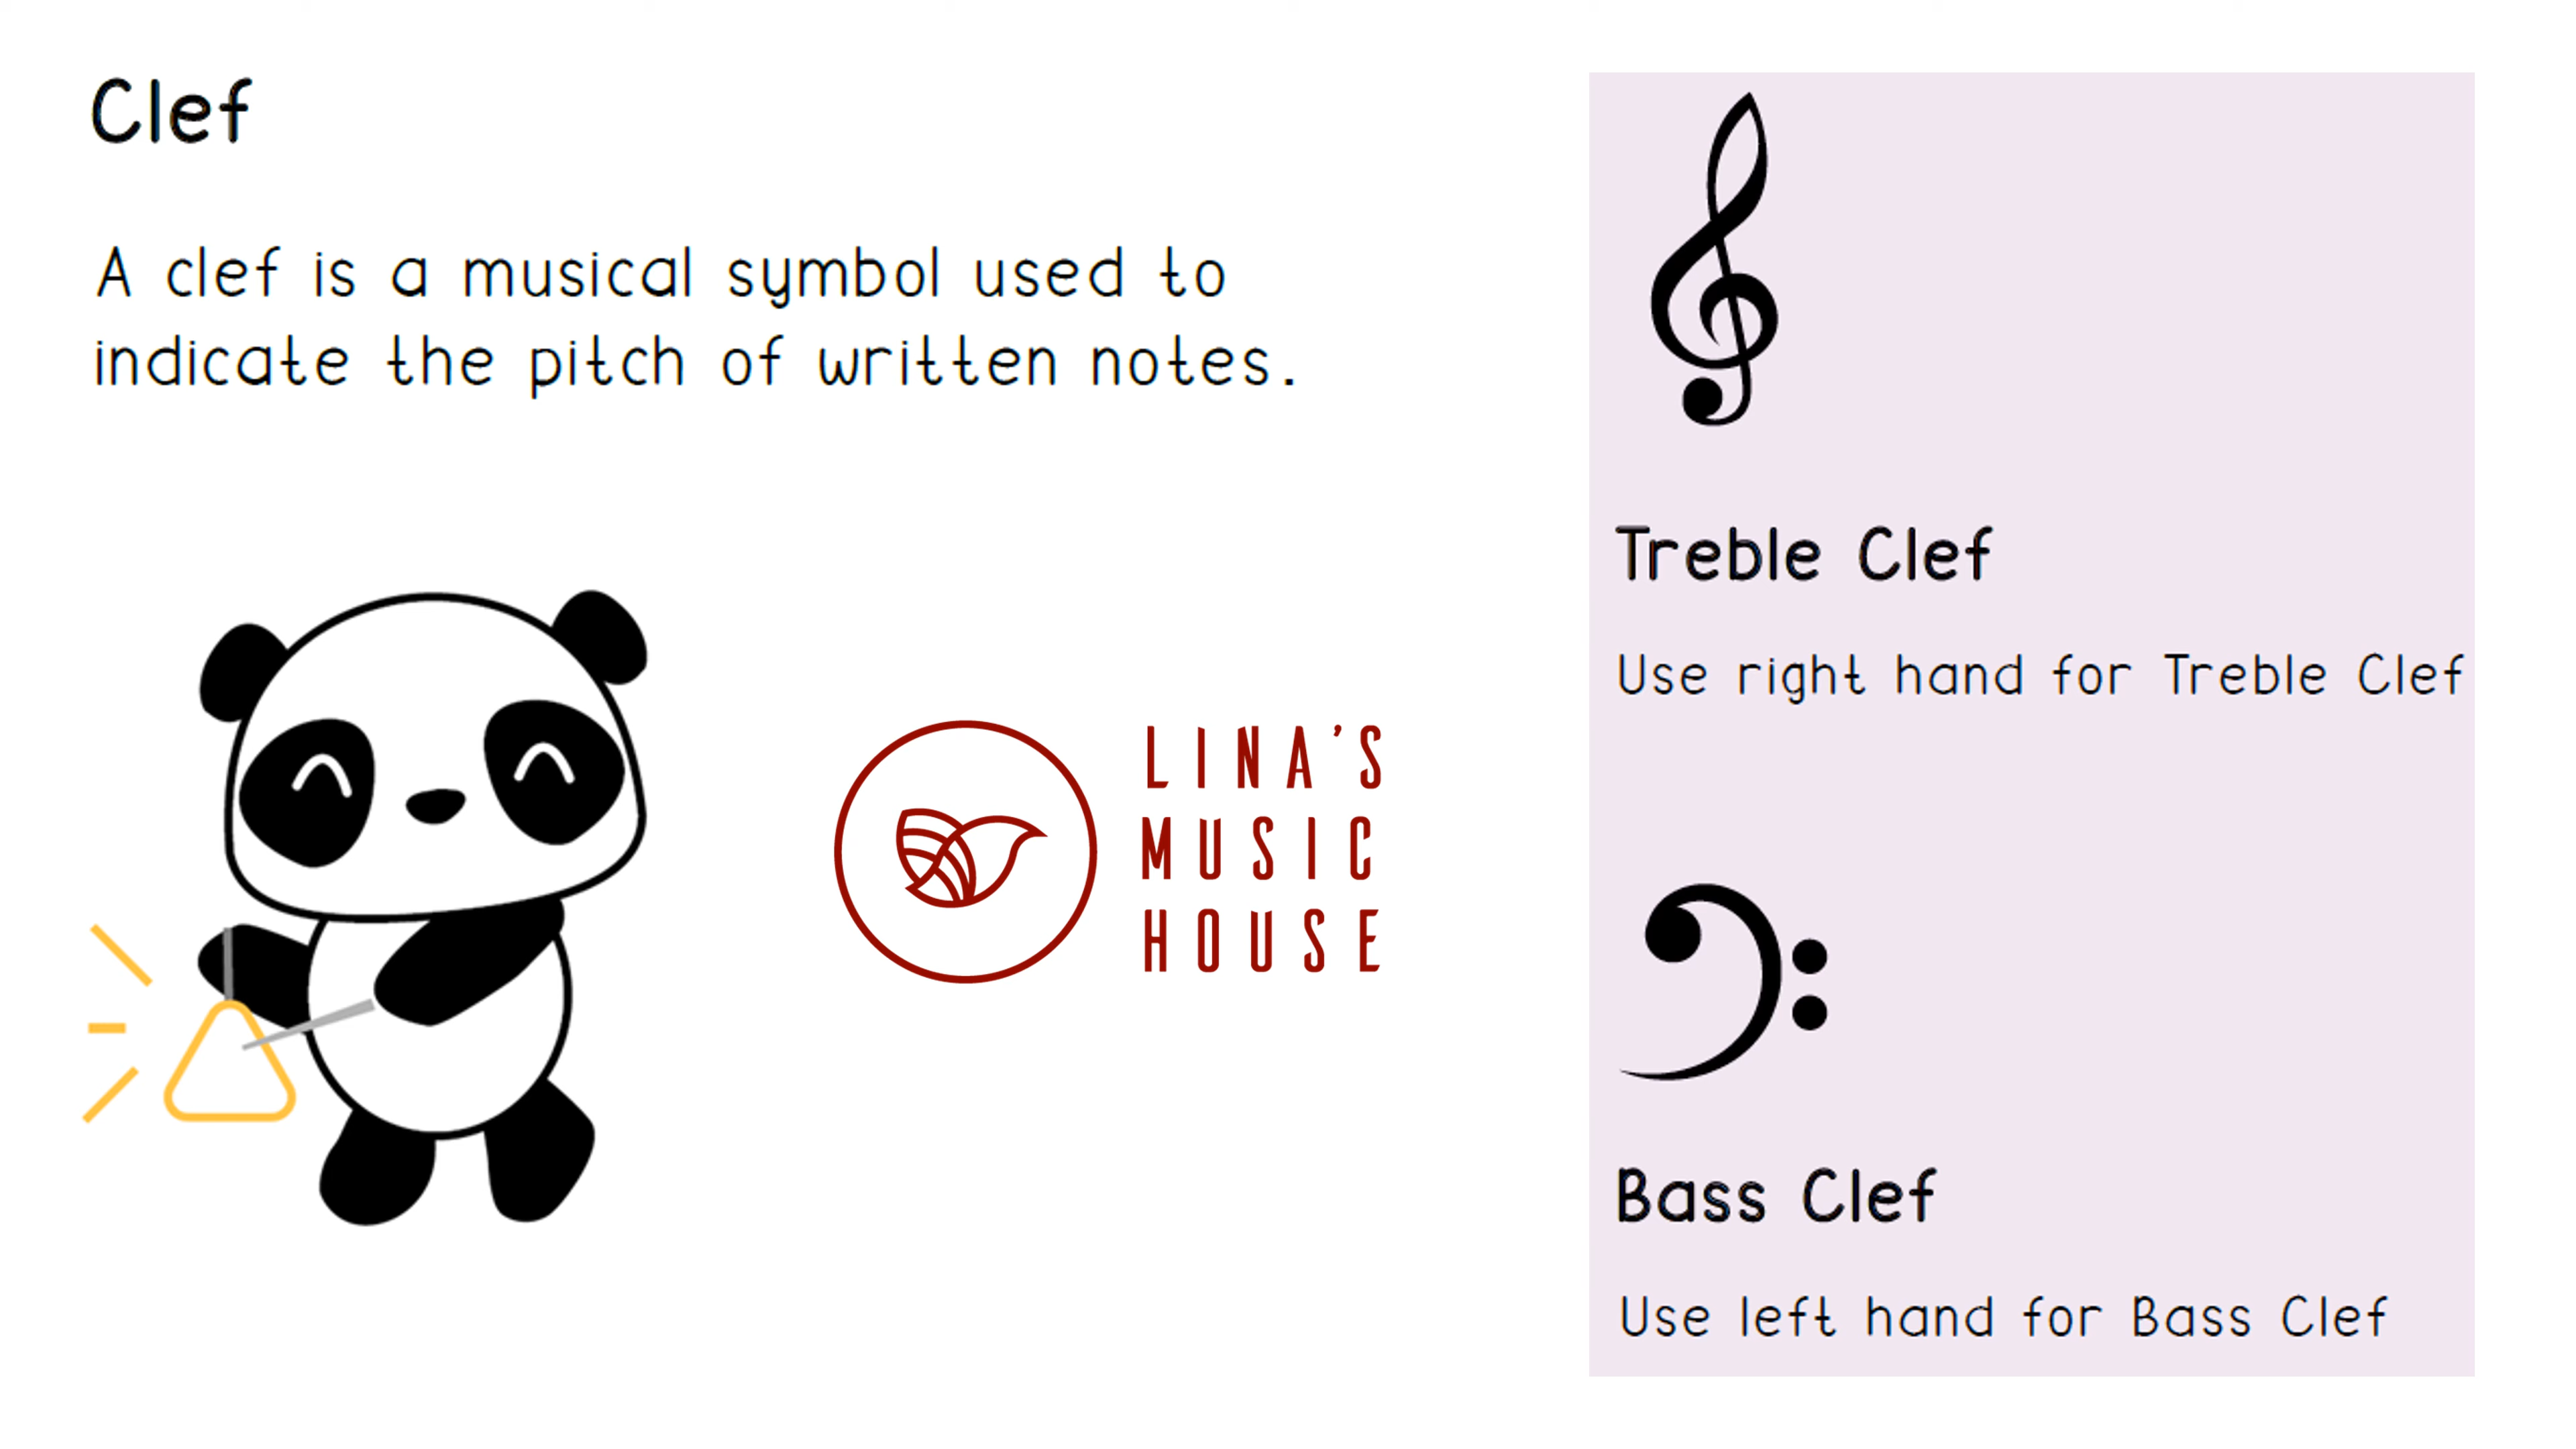 Clef
A clef is a musical symbol used to
indicate the pitch of written notes.
LINA'S
MUSIC
HOUSE
Treble Clef
Use right hand for Treble Clef
Bass Clef
Use left hand for Bass Clef